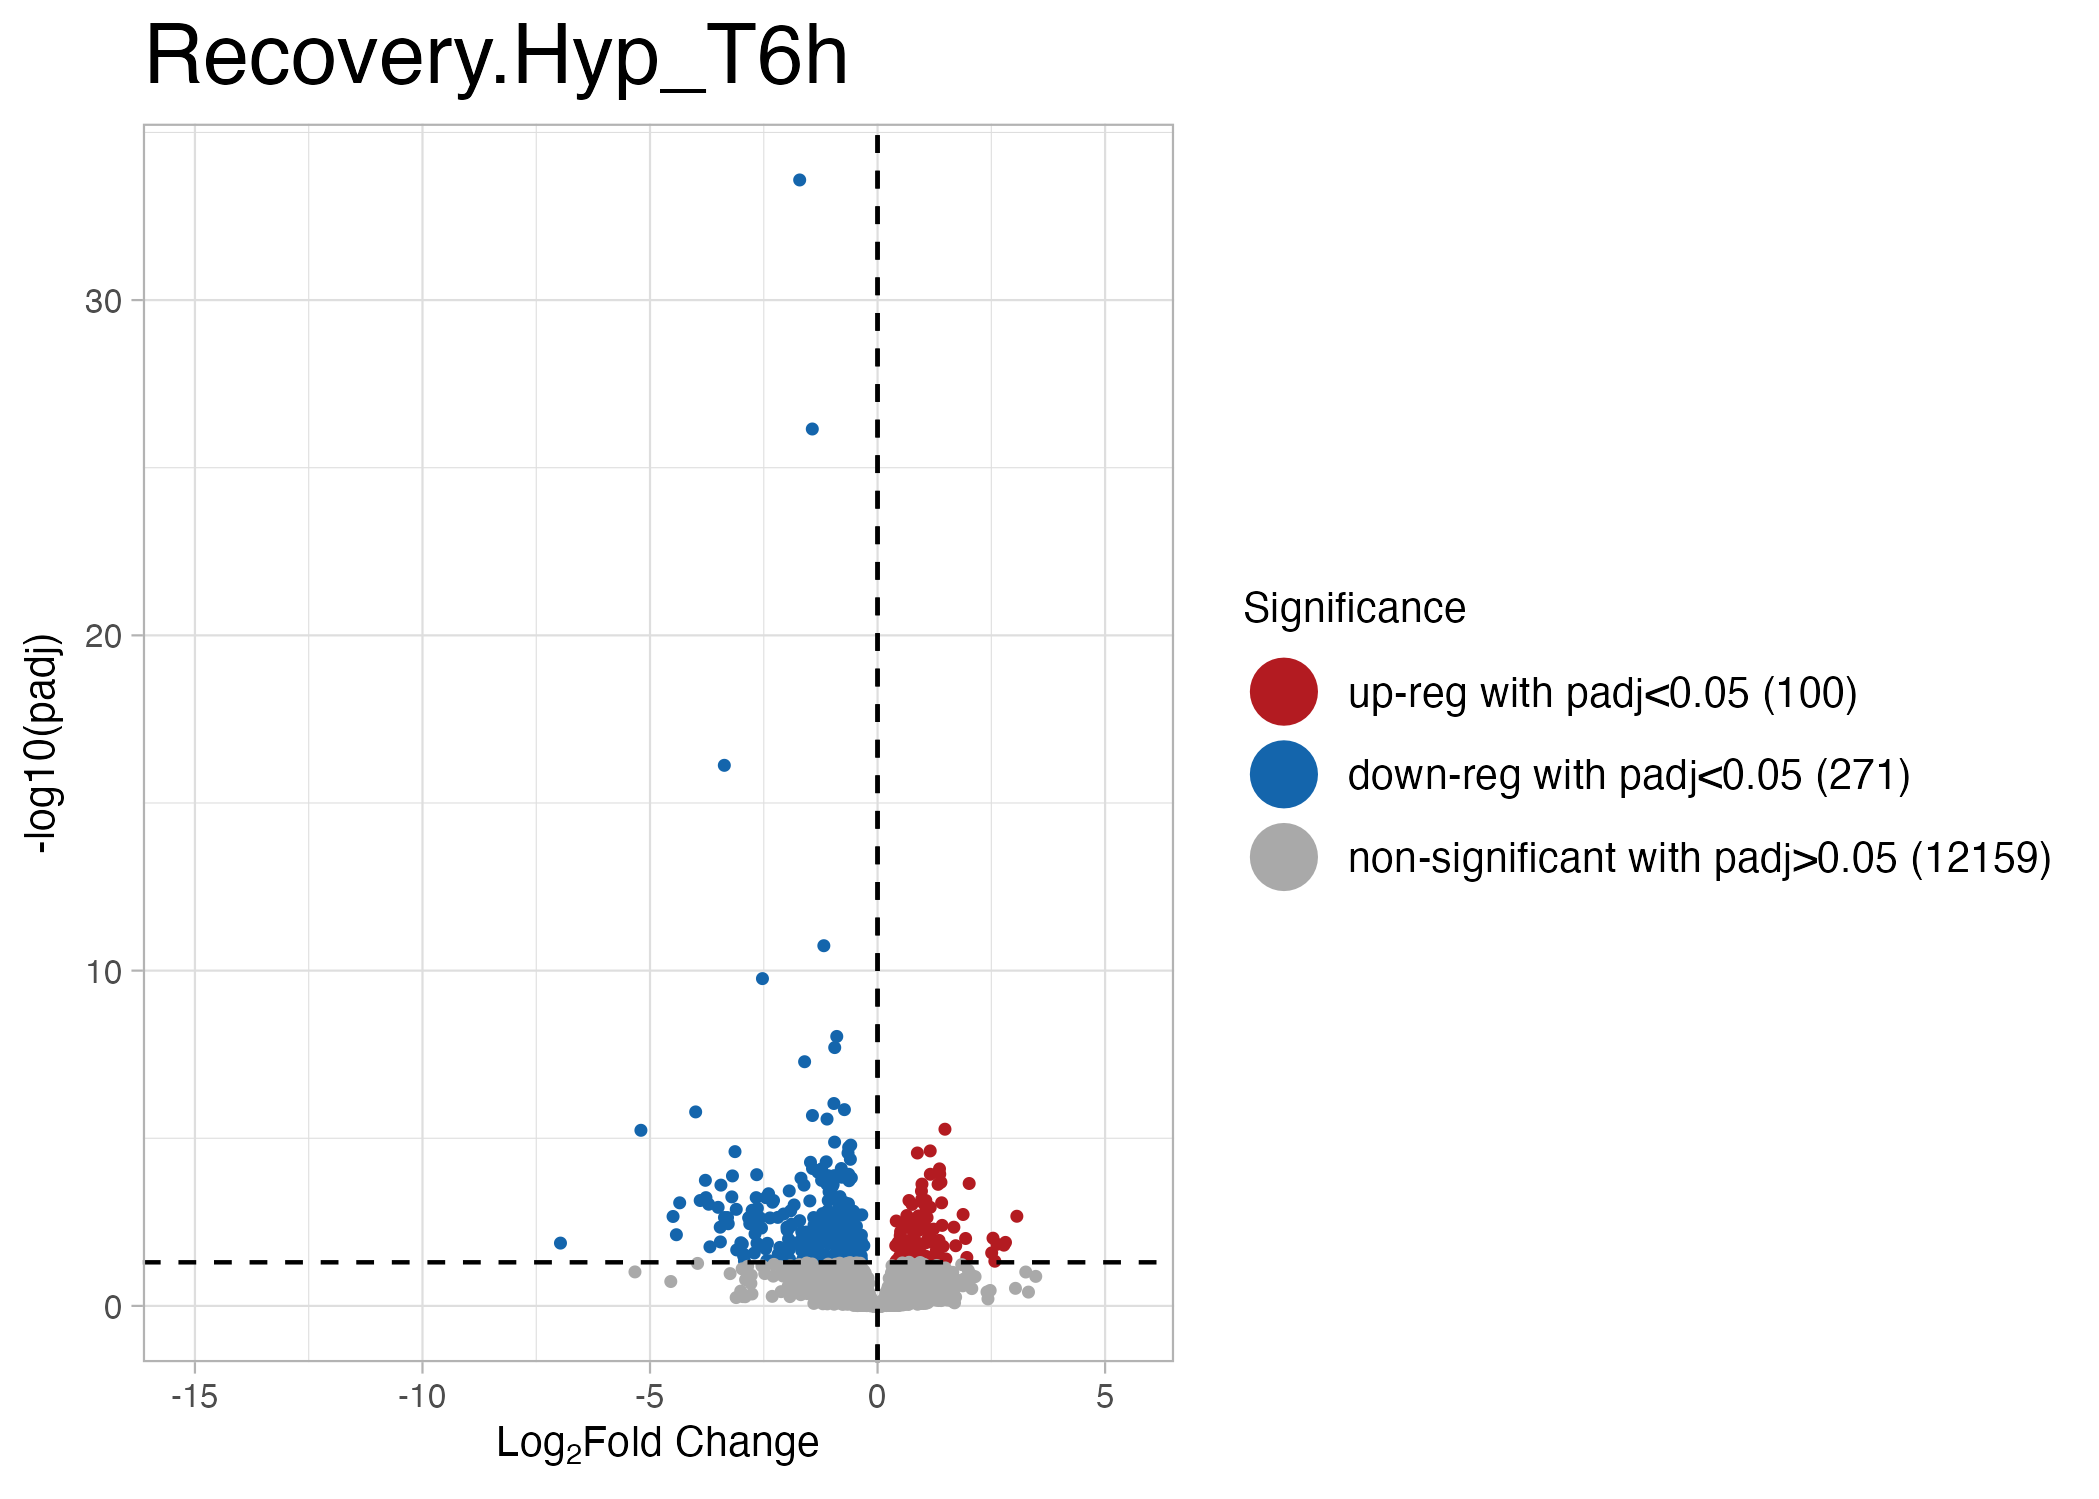 Recovery.Hyp_T6h
-log10(padj)
30
20
10
0
-15
-10
-5
0
5
Log₂Fold Change
Significance
up-reg with padj<0.05 (100)
down-reg with padj<0.05 (271)
non-significant with padj>0.05 (12159)